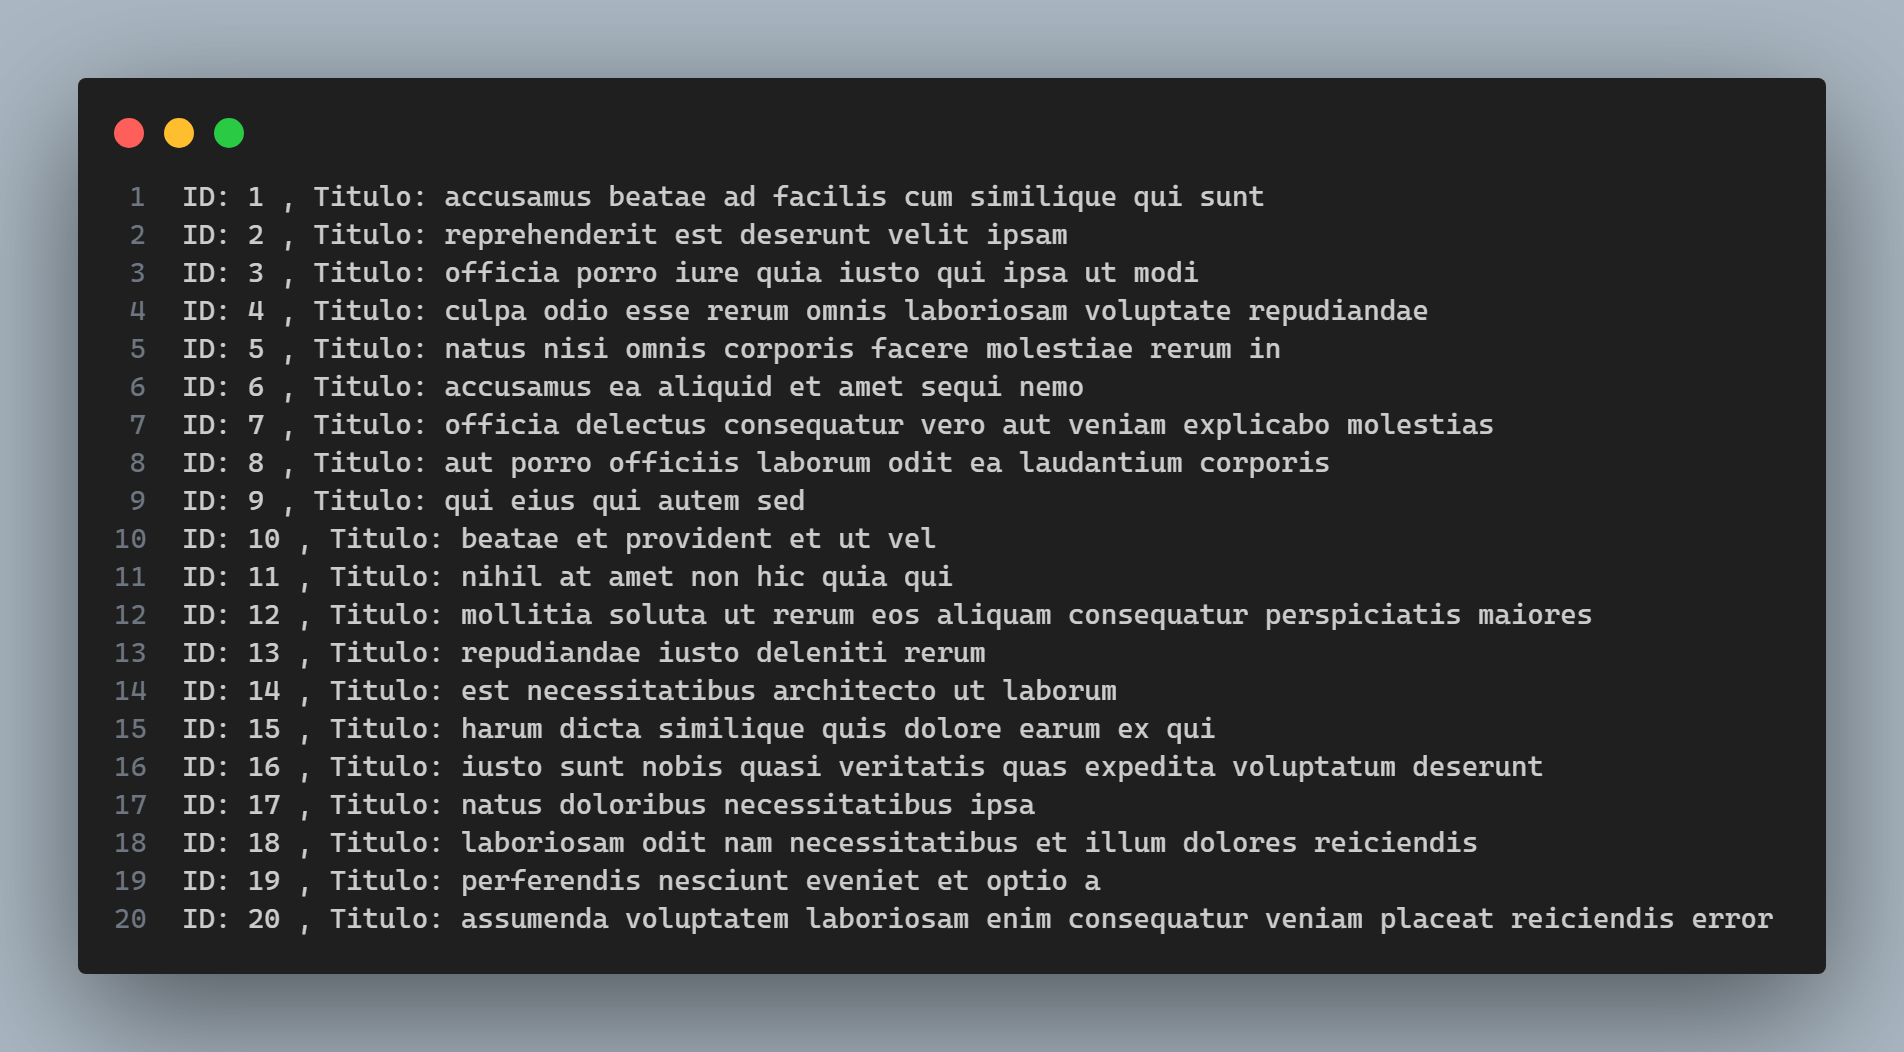 1 ID: 1 , Titulo: accusamus beatae ad facilis cum similique qui sunt
2 ID: 2 , Titulo: reprehenderit est deserunt velit ipsam
3 ID: 3 , Titulo: officia porro iure quia iusto qui ipsa ut modi
4 ID: 4 , Titulo: culpa odio esse rerum omnis laboriosam voluptate repudiandae
5 ID: 5 , Titulo: natus nisi omnis corporis facere molestiae rerum in
6 ID: 6 , Titulo: accusamus ea aliquid et amet sequi nemo
7 ID: 7 , Titulo: officia delectus consequatur vero aut veniam explicabo molestias
8 ID: 8 , Titulo: aut porro officiis laborum odit ea laudantium corporis
9 ID: 9 , Titulo: qui eius qui autem sed
10 ID: 10 , Titulo: beatae et provident et ut vel
11 ID: 11 , Titulo: nihil at amet non hic quia qui
12 ID: 12 , Titulo: mollitia soluta ut rerum eos aliquam consequatur perspiciatis maiores
13 ID: 13 , Titulo: repudiandae iusto deleniti rerum
14 ID: 14 , Titulo: est necessitatibus architecto ut laborum
15 ID: 15 , Titulo: harum dicta similique quis dolore earum ex qui
16 ID: 16 , Titulo: iusto sunt nobis quasi veritatis quas expedita voluptatum deserunt
17 ID: 17 , Titulo: natus doloribus necessitatibus ipsa
18 ID: 18 , Titulo: laboriosam odit nam necessitatibus et illum dolores reiciendis
19 ID: 19 , Titulo: perferendis nesciunt eveniet et optio a
20 ID: 20 , Titulo: assumenda voluptatem laboriosam enim consequatur veniam placeat reiciendis error